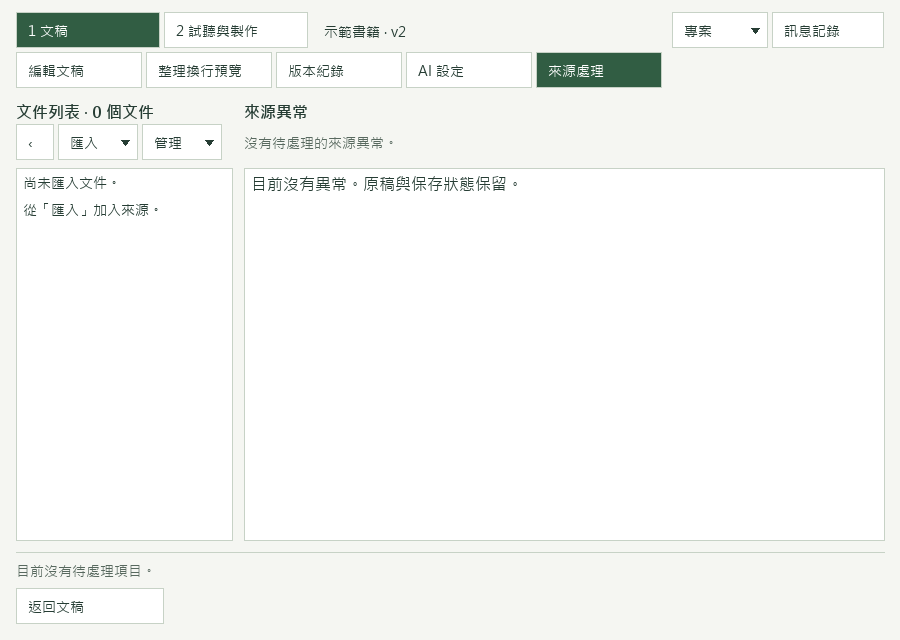 1 文稿
2 試聽與製作
示範書籍 · v2
專案
訊息記錄
編輯文稿
整理換行預覽
版本紀錄
AI 設定
來源處理
文件列表 · 0 個文件
來源異常
‹
匯入
管理
沒有待處理的來源異常。
尚未匯入文件。
從「匯入」加入來源。
目前沒有異常。原稿與保存狀態保留。
目前沒有待處理項目。
返回文稿